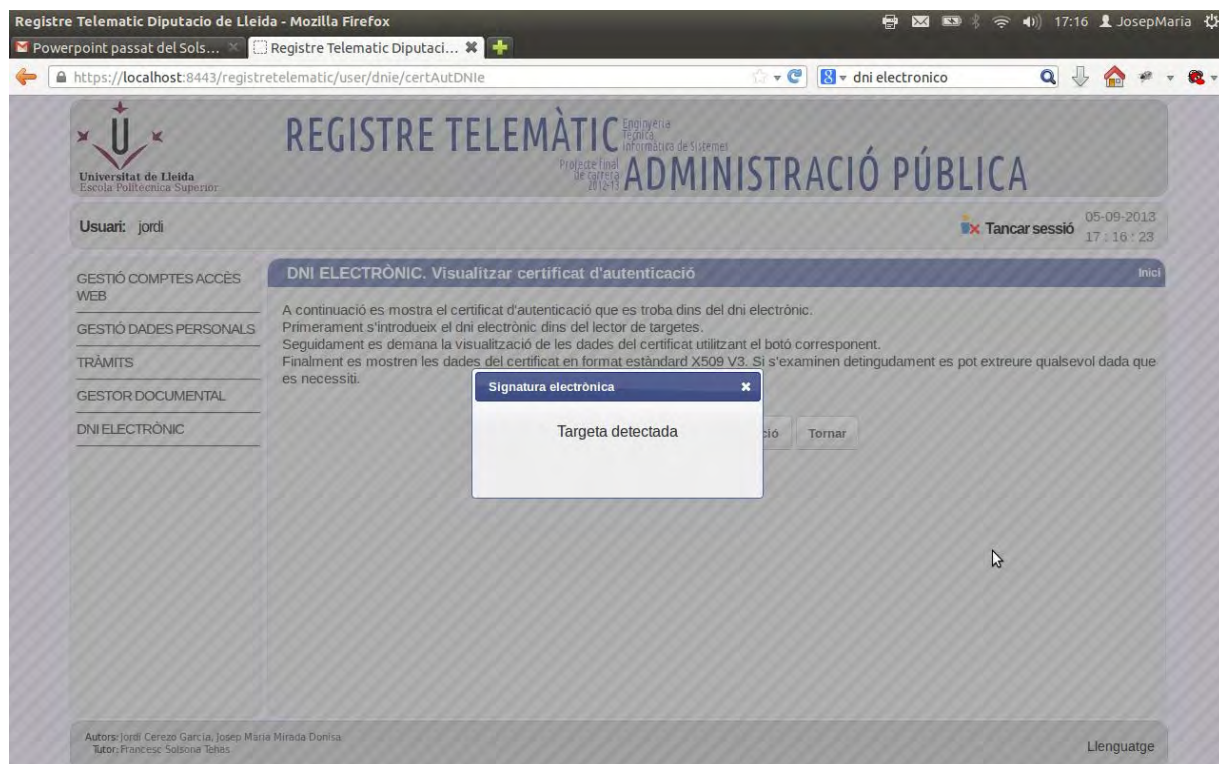 Registre Telematic Diputacio de Lleida - Mozilla Firefox
17:16 JosepMaria
Powerpoint passat del Sols...
Registre Telematic Diputaci...
https://localhost:8443/registretelematic/user/dnie/certAutDNIe
8
dni electronico
Ú
Universitat de Lleida
Escola Politècnica Superior
REGISTRE TELEMÀTIC
Enginyeria
Tècnica
Informàtica de Sistemes
Projecte final
de carrera
2012-13
ADMINISTRACIÓ PÚBLICA
Usuari: jordi
Tancar sessió
05-09-2013
17 : 16 : 23
GESTIÓ COMPTES ACCÈS
WEB
GESTIÓ DADES PERSONALS
TRÀMITS
GESTOR DOCUMENTAL
DNI ELECTRÒNIC
DNI ELECTRÒNIC. Visualitzar certificat d'autenticació
Inici
A continuació es mostra el certificat d'autenticació que es troba dins del dni electrònic.
Primerament s'introdueix el dni electrònic dins del lector de targetes.
Seguidament es demana la visualització de les dades del certificat utilitzant el botó corresponent.
Finalment es mostren les dades del certificat en format estàndard X509 V3. Si s'examinen detingudament es pot extreure qualsevol dada que
es necessiti.
Signatura electrònica
Targeta detectada
ció
Tornar
Autors: Jordi Cerezo Garcia, Josep Maria Mirada Donisa
Tutor: Francesc Solsona Tehas
Llenguatge